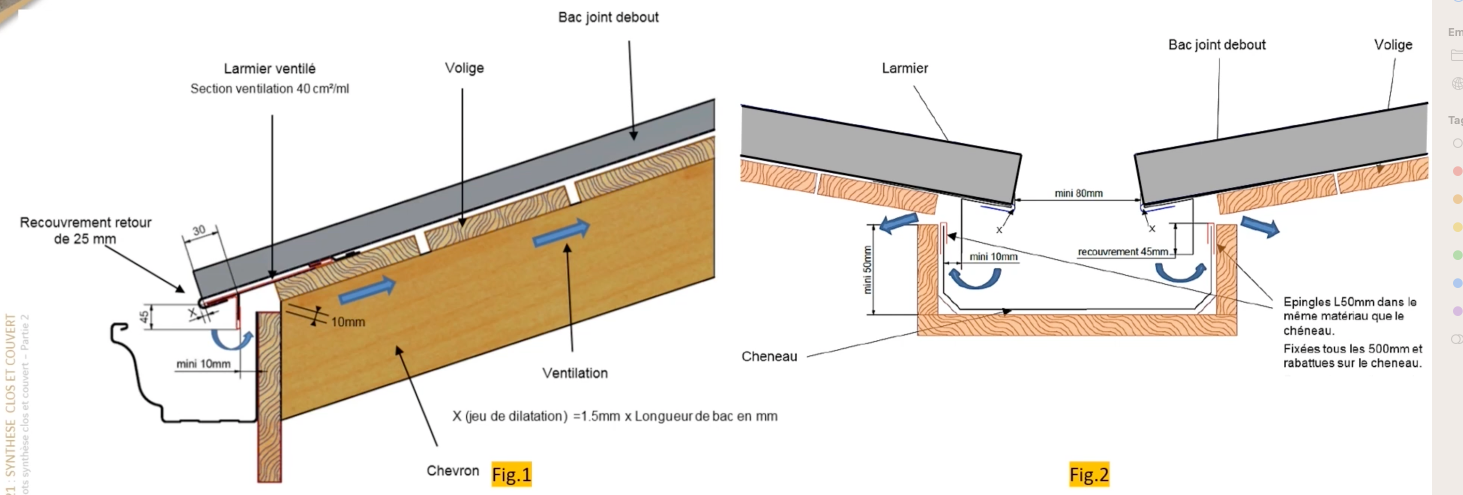 Bac joint debout
Larmier ventilé
Section ventilation 40 cm²/ml
Volige
Recouvrement retour
de 25 mm
30
45
X
10mm
mini 10mm
Ventilation
X (jeu de dilatation) =1.5mm x Longueur de bac en mm
Chevron
Fig.1
Bac joint debout
Volige
Larmier
mini 80mm
X
X
mini 50mm
mini 10mm
recouvrement 45mm
Epingles L50mm dans le
même matériau que le
chéneau.
Fixées tous les 500mm et
rabattues sur le cheneau.
Cheneau
Fig.2
1 : SYNTHESE CLOS ET COUVERT
ots synthèse clos et couvert – Partie 2
Em
Tag